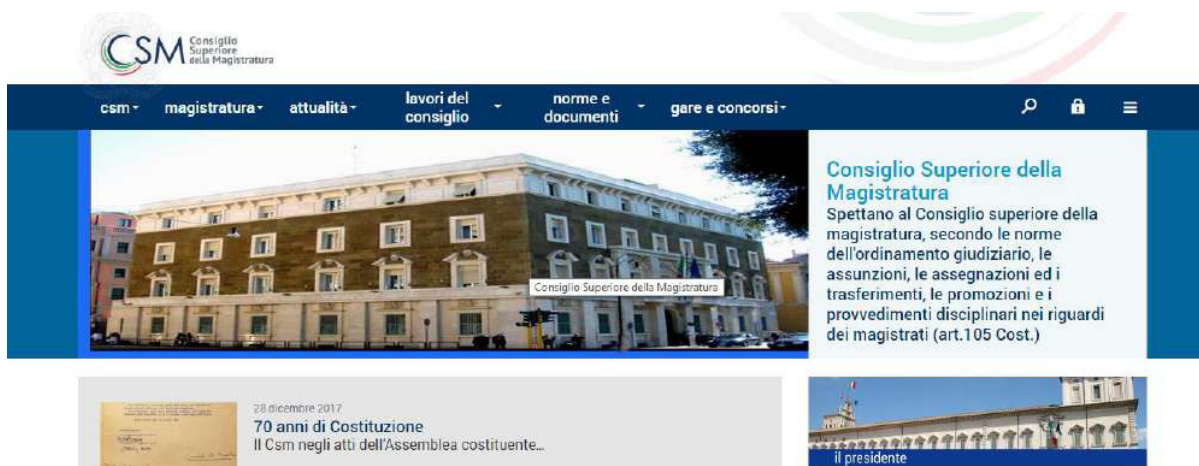 CSM Consiglio
Superiore
della Magistratura
csm
magistratura
attualità
lavori del
consiglio
norme e
documenti
gare e concorsi
Consiglio Superiore della Magistratura
Consiglio Superiore della
Magistratura
Spettano al Consiglio superiore della
magistratura, secondo le norme
dell'ordinamento giudiziario, le
assunzioni, le assegnazioni ed i
trasferimenti, le promozioni e i
provvedimenti disciplinari nei riguardi
dei magistrati (art.105 Cost.)
28 dicembre 2017
70 anni di Costituzione
Il Csm negli atti dell'Assemblea costituente...
il presidente